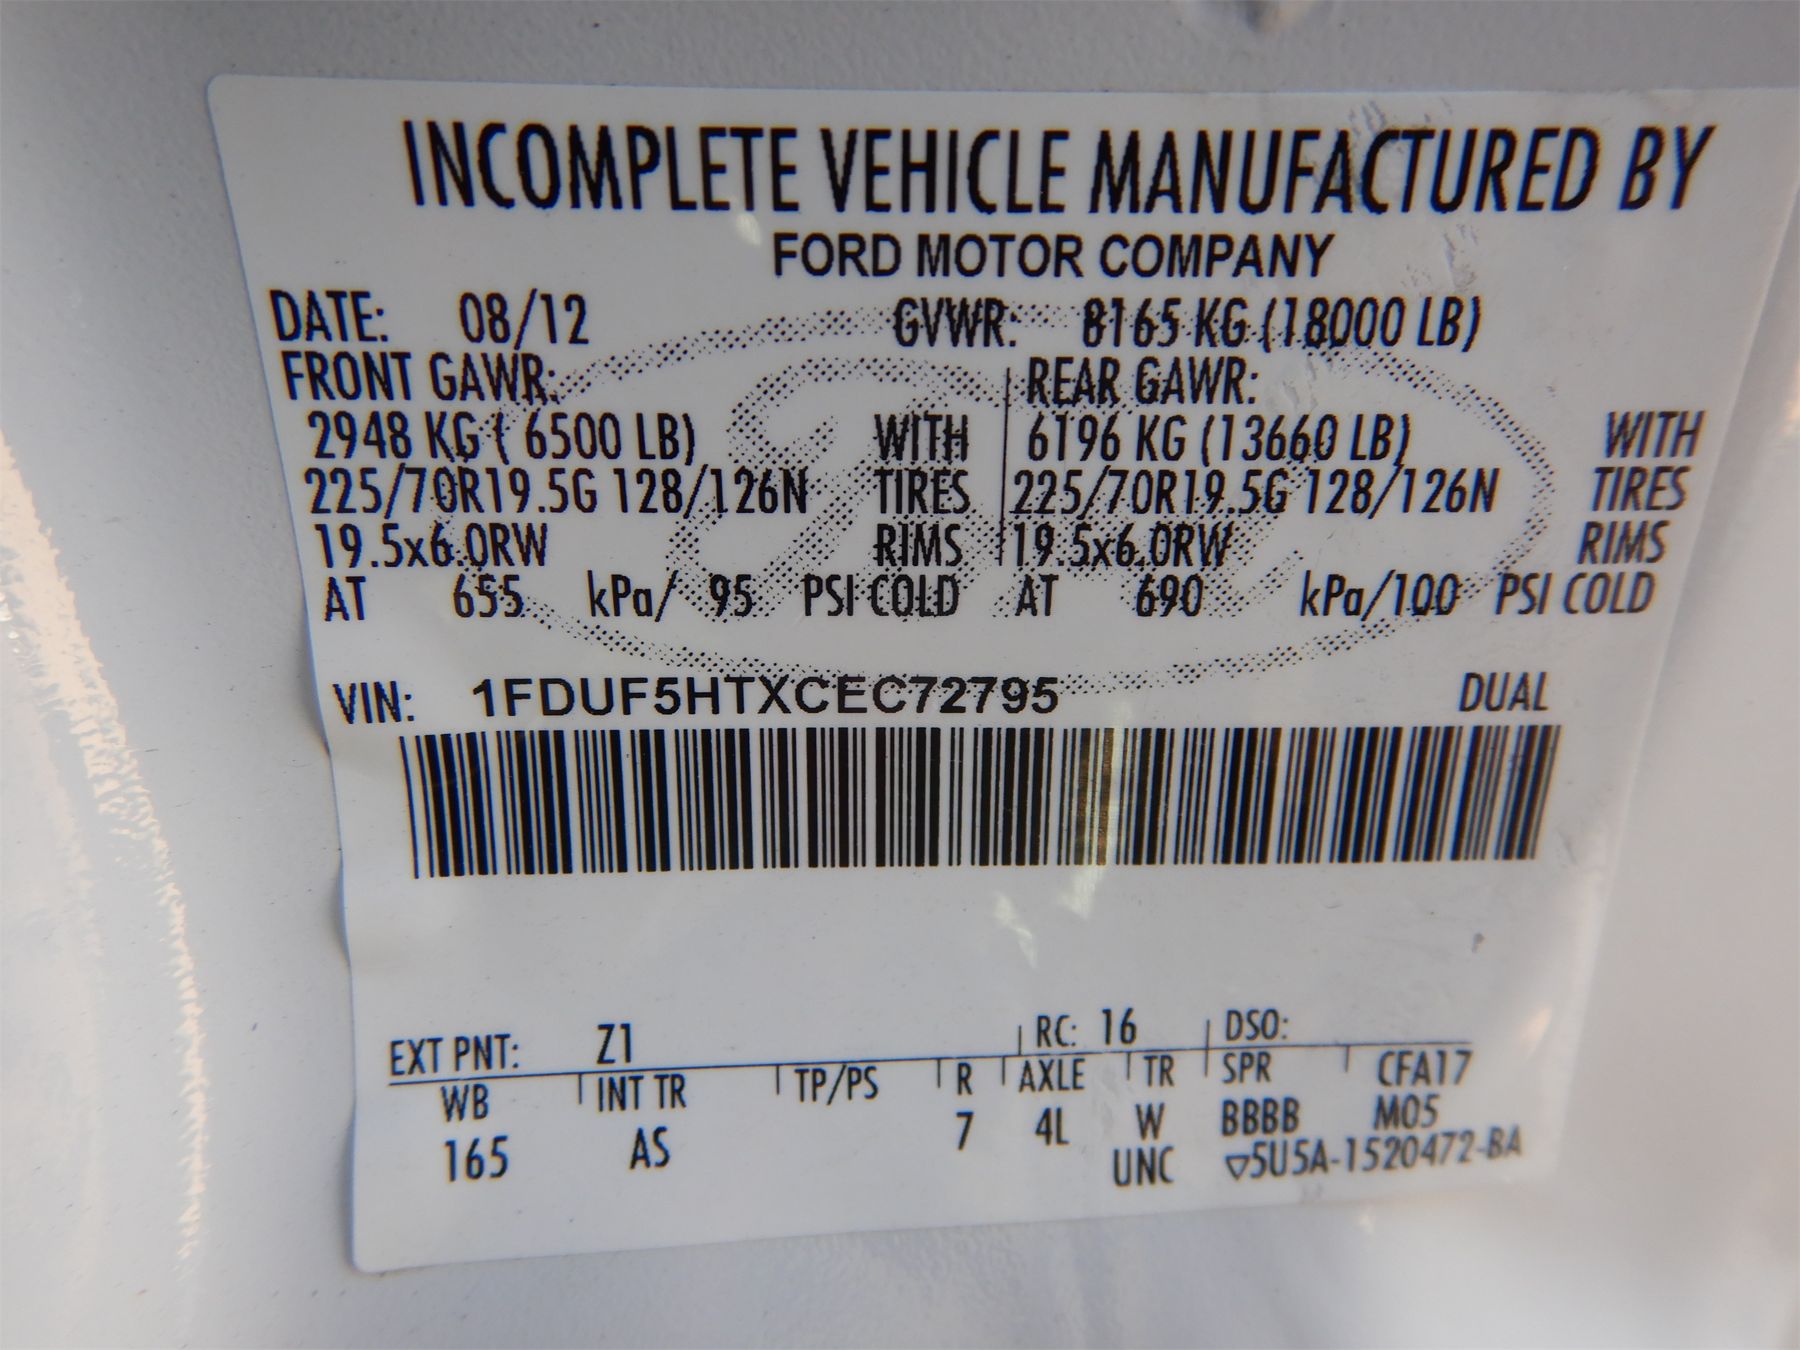 INCOMPLETE VEHICLE MANUFACTURED BY
FORD MOTOR COMPANY
DATE: 08/12 GVWR: 8165 KG (18000 LB)
FRONT GAWR: REAR GAWR:
2948 KG ( 6500 LB) WITH 6196 KG (13660 LB) WITH
225/70R19.5G 128/126N TIRES 225/70R19.5G 128/126N TIRES
19.5x6.0RW RIMS 19.5x6.0RW RIMS
AT 655 kPa/ 95 PSI COLD AT 690 kPa/100 PSI COLD
VIN: 1FDUF5HTXCEC72795 DUAL
EXT PNT: Z1 RC: 16 DSO:
WB INT TR TP/PS R AXLE TR SPR CFA17
165 AS 7 4L W BBBB M05
UNC ▽5U5A-1520472-BA